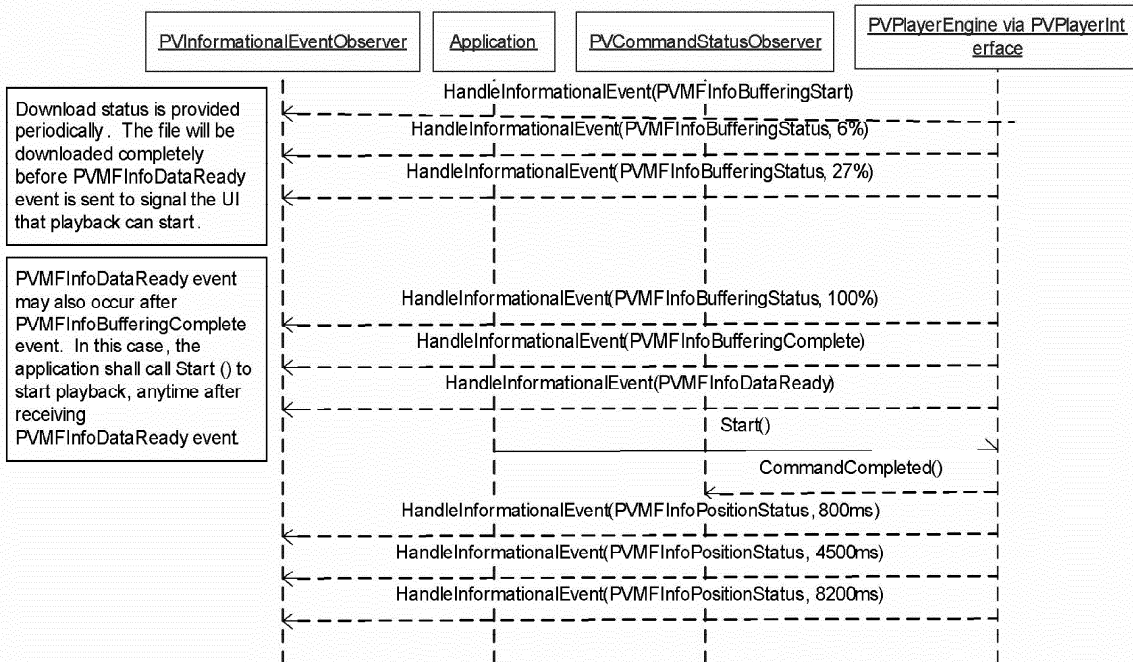 PVInformationalEventObserver
Application
PVCommandStatusObserver
PVPlayerEngine via PVPlayerInt
erface
Download status is provided
periodically. The file will be
downloaded completely
before PVMFInfoDataReady
event is sent to signal the UI
that playback can start.
HandleInformationalEvent(PVMFInfoBufferingStart)
HandleInformationalEvent(PVMFInfoBufferingStatus, 6%)
HandleInformationalEvent(PVMFInfoBufferingStatus, 27%)
PVMFInfoDataReady event
may also occur after
PVMFInfoBufferingComplete
event. In this case, the
application shall call Start () to
start playback, anytime after
receiving
PVMFInfoDataReady event.
HandleInformationalEvent(PVMFInfoBufferingStatus, 100%)
HandleInformationalEvent(PVMFInfoBufferingComplete)
HandleInformationalEvent(PVMFInfoDataReady)
Start()
CommandCompleted()
HandleInformationalEvent(PVMFInfoPositionStatus, 800ms)
HandleInformationalEvent(PVMFInfoPositionStatus, 4500ms)
HandleInformationalEvent(PVMFInfoPositionStatus, 8200ms)